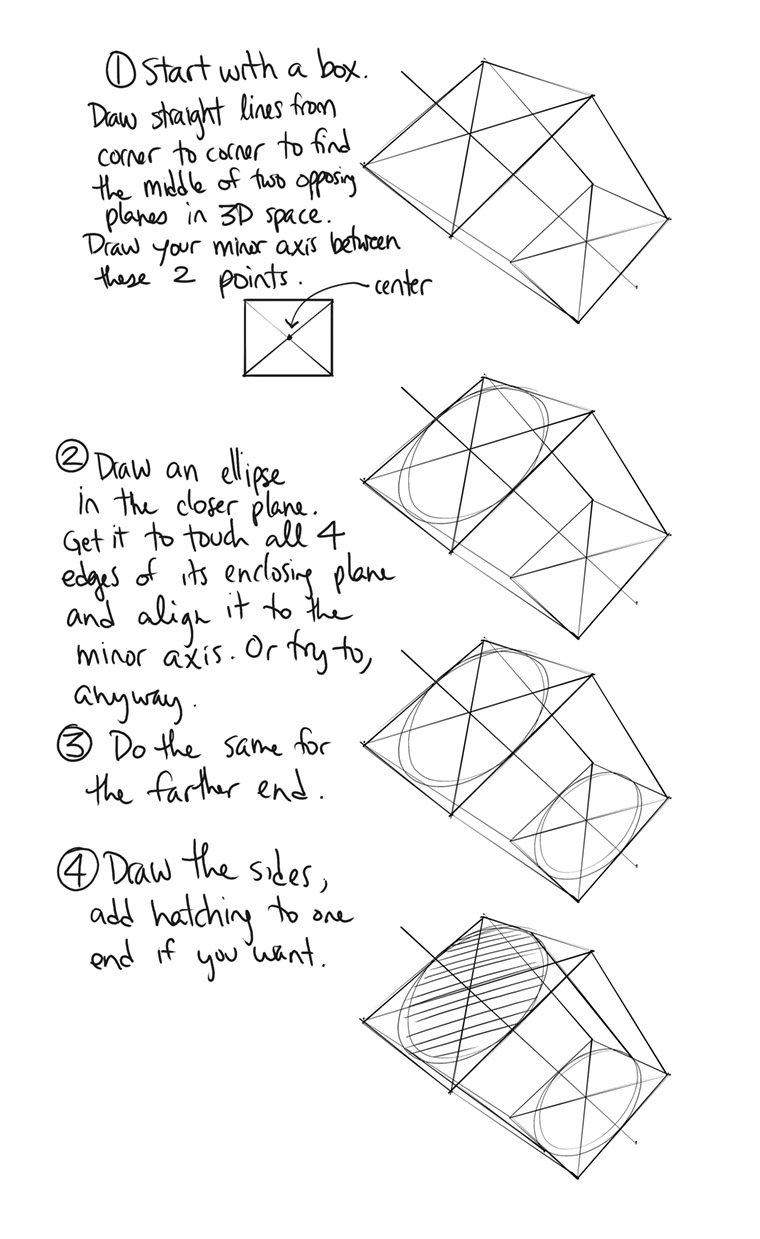 ① Start with a box.
Draw straight lines from
corner to corner to find
the middle of two opposing
planes in 3D space.
Draw your minor axis between
these 2 points.
center
② Draw an ellipse
in the closer plane.
Get it to touch all 4
edges of its enclosing plane
and align it to the
minor axis. Or try to,
anyway.
③ Do the same for
the farther end.
④ Draw the sides,
add hatching to one
end if you want.